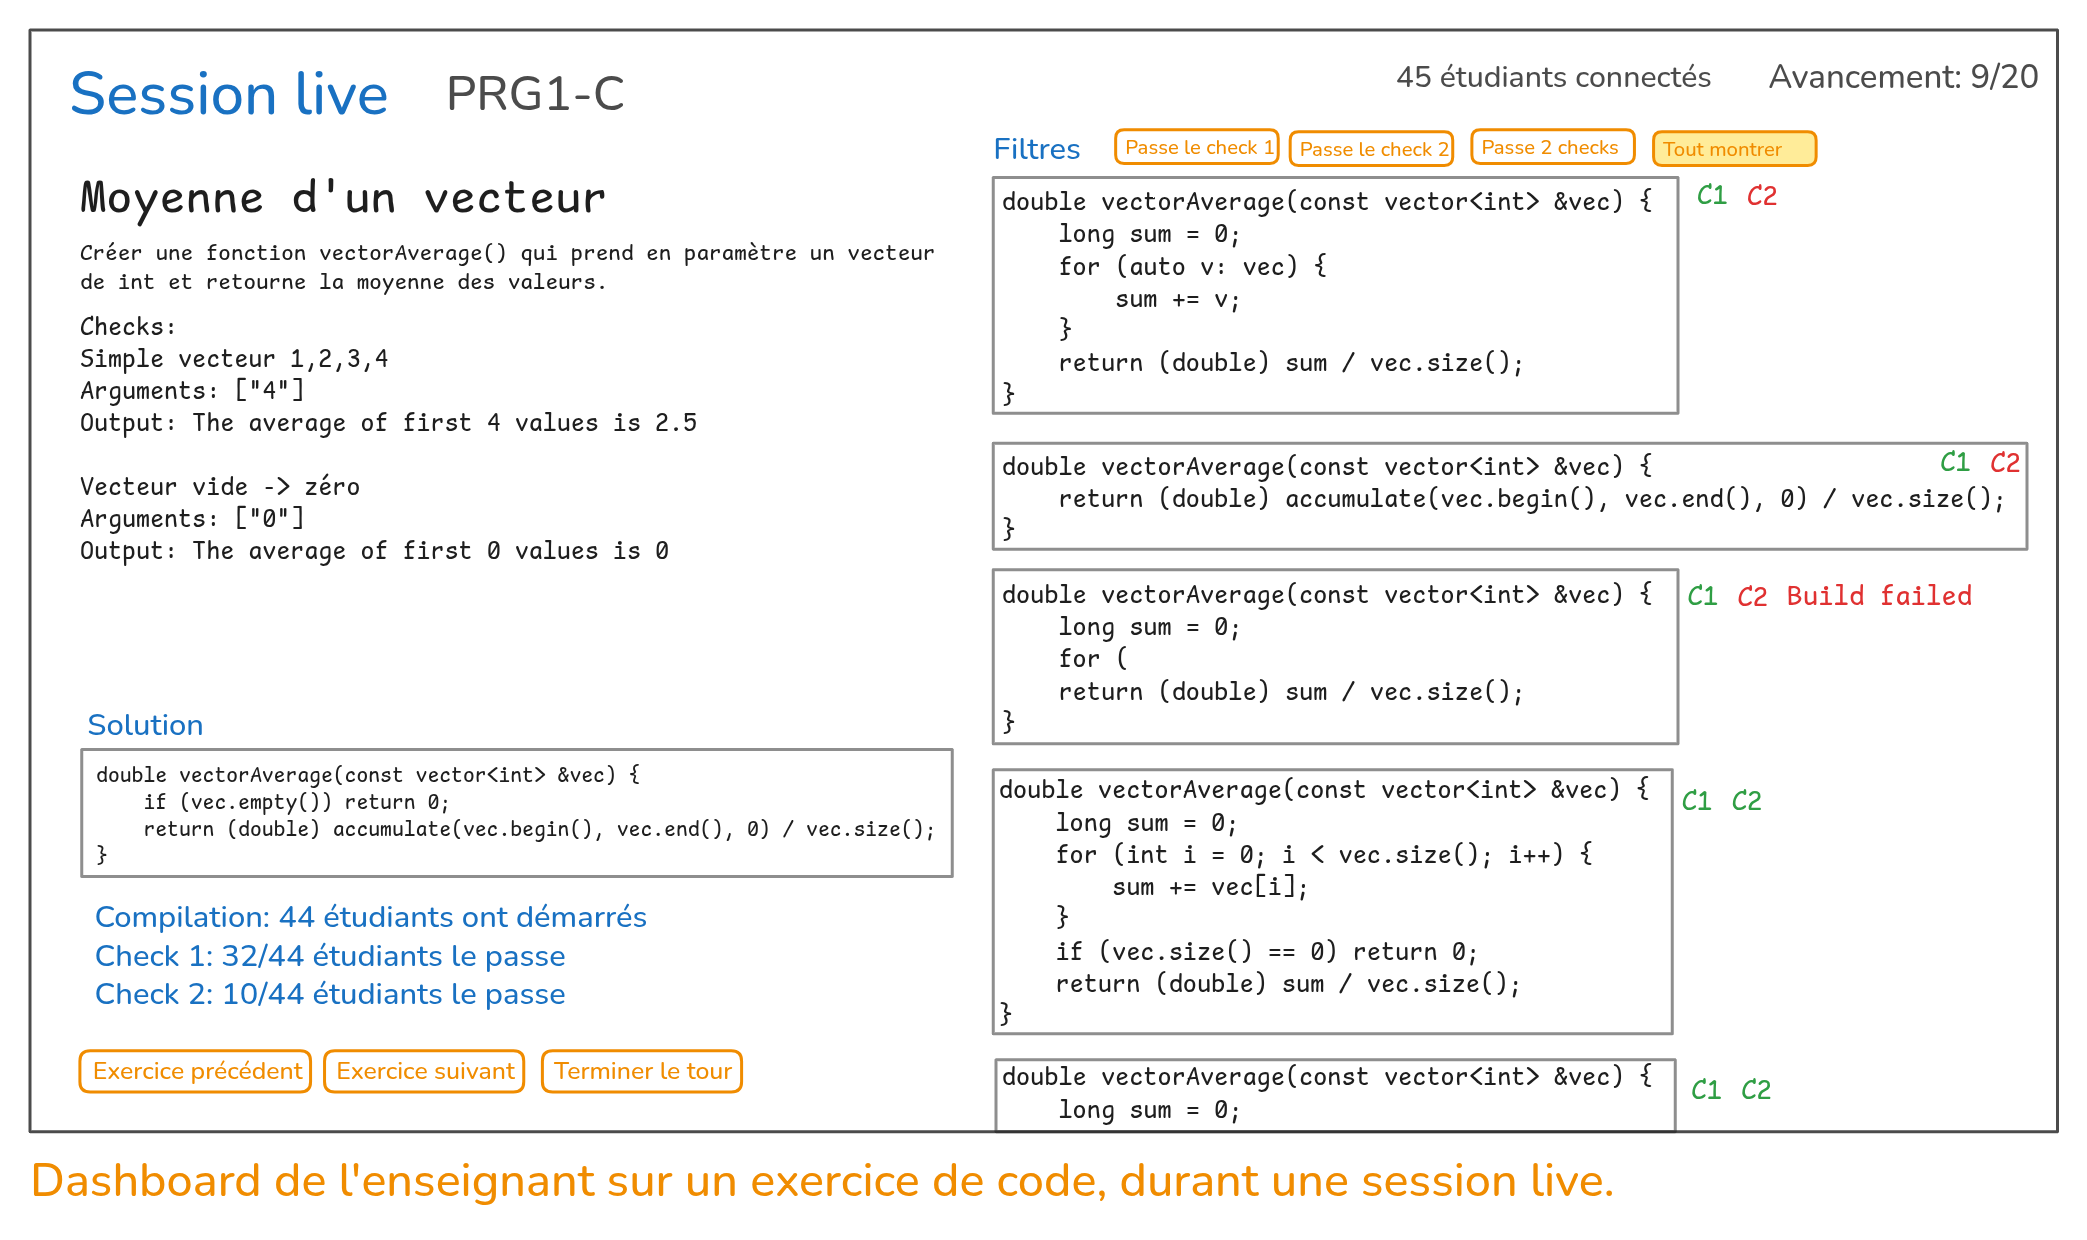 Session live PRG1-C
45 étudiants connectés Avancement: 9/20
Moyenne d'un vecteur
Créer une fonction vectorAverage() qui prend en paramètre un vecteur
de int et retourne la moyenne des valeurs.
Checks:
Simple vecteur 1,2,3,4
Arguments: ["4"]
Output: The average of first 4 values is 2.5
Vecteur vide -> zéro
Arguments: ["0"]
Output: The average of first 0 values is 0
Solution
double vectorAverage(const vector<int> &vec) {
    if (vec.empty()) return 0;
    return (double) accumulate(vec.begin(), vec.end(), 0) / vec.size();
}
Compilation: 44 étudiants ont démarrés
Check 1: 32/44 étudiants le passe
Check 2: 10/44 étudiants le passe
Exercice précédent Exercice suivant Terminer le tour
Filtres Passe le check 1 Passe le check 2 Passe 2 checks Tout montrer
double vectorAverage(const vector<int> &vec) { C1 C2
    long sum = 0;
    for (auto v: vec) {
        sum += v;
    }
    return (double) sum / vec.size();
}
double vectorAverage(const vector<int> &vec) { C1 C2
    return (double) accumulate(vec.begin(), vec.end(), 0) / vec.size();
}
double vectorAverage(const vector<int> &vec) { C1 C2 Build failed
    long sum = 0;
    for (
    return (double) sum / vec.size();
}
double vectorAverage(const vector<int> &vec) { C1 C2
    long sum = 0;
    for (int i = 0; i < vec.size(); i++) {
        sum += vec[i];
    }
    if (vec.size() == 0) return 0;
    return (double) sum / vec.size();
}
double vectorAverage(const vector<int> &vec) { C1 C2
    long sum = 0;
Dashboard de l'enseignant sur un exercice de code, durant une session live.